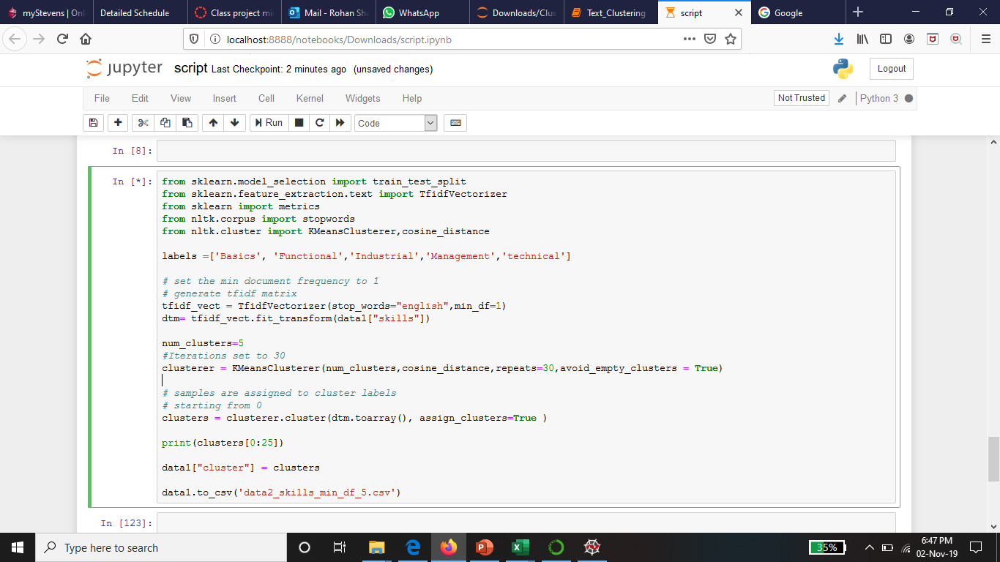 myStevens | Onl
Detailed Schedule
Class project mi
Mail - Rohan Sh
WhatsApp
Downloads/Clus
Text_Clustering
script
Google
localhost:8888/notebooks/Downloads/script.ipynb
jupyter script Last Checkpoint: 2 minutes ago (unsaved changes)
Logout
File Edit View Insert Cell Kernel Widgets Help
Not Trusted
Python 3
Run
Code
In [8]:
In [*]:
from sklearn.model_selection import train_test_split
from sklearn.feature_extraction.text import TfidfVectorizer
from sklearn import metrics
from nltk.corpus import stopwords
from nltk.cluster import KMeansClusterer,cosine_distance
labels =['Basics', 'Functional','Industrial','Management','technical']
# set the min document frequency to 1
# generate tfidf matrix
tfidf_vect = TfidfVectorizer(stop_words="english",min_df=1)
dtm= tfidf_vect.fit_transform(data1["skills"])
num_clusters=5
#Iterations set to 30
clusterer = KMeansClusterer(num_clusters,cosine_distance,repeats=30,avoid_empty_clusters = True)
# samples are assigned to cluster labels
# starting from 0
clusters = clusterer.cluster(dtm.toarray(), assign_clusters=True )
print(clusters[0:25])
data1["cluster"] = clusters
data1.to_csv('data2_skills_min_df_5.csv')
In [123]:
Type here to search
35%
6:47 PM
02-Nov-19